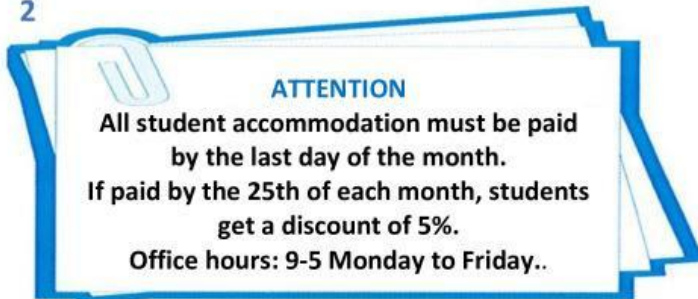 2
ATTENTION
All student accommodation must be paid
by the last day of the month.
If paid by the 25th of each month, students
get a discount of 5%.
Office hours: 9-5 Monday to Friday..